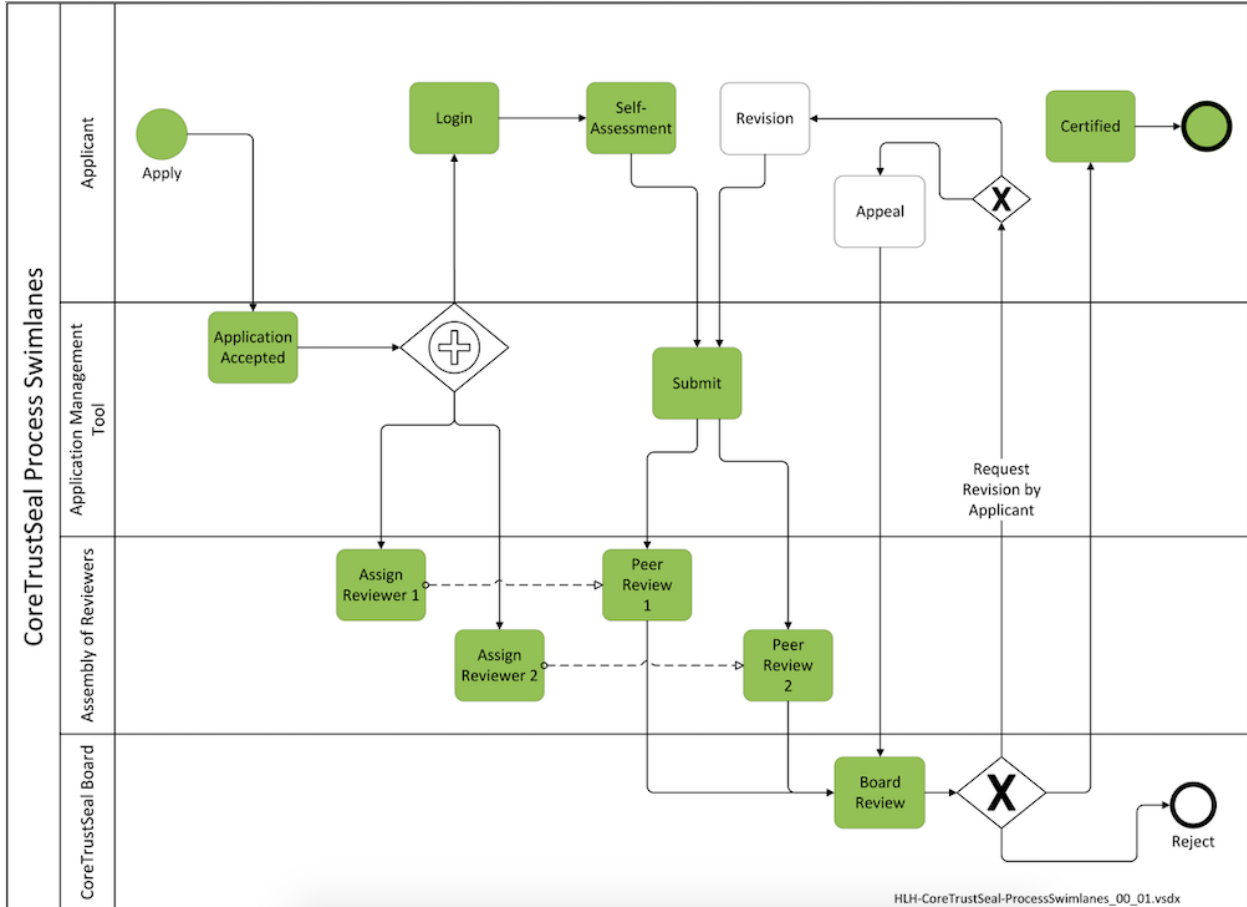 CoreTrustSeal Process Swimlanes
Applicant
Application Management
Tool
Assembly of Reviewers
CoreTrustSeal Board
Apply
Login
Self-
Assessment
Revision
Certified
Appeal
X
Application
Accepted
Submit
Request
Revision by
Applicant
Assign
Reviewer 1
Peer
Review
1
Assign
Reviewer 2
Peer
Review
2
Board
Review
X
Reject
HLH-CoreTrustSeal-ProcessSwimlanes_00_01.vsdx